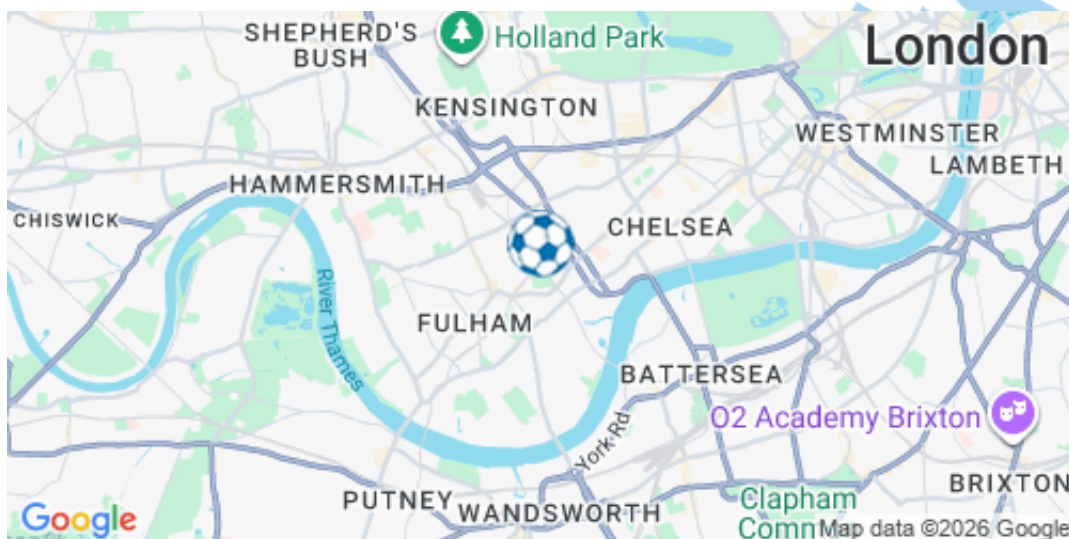 SHEPHERD'S
BUSH
Holland Park
London
KENSINGTON
WESTMINSTER
LAMBETH
HAMMERSMITH
CHISWICK
CHELSEA
River Thames
FULHAM
BATTERSEA
O2 Academy Brixton
York Rd
BRIXTON
PUTNEY
WANDSWORTH
Clapham
Comm
Google
Map data ©2026 Google